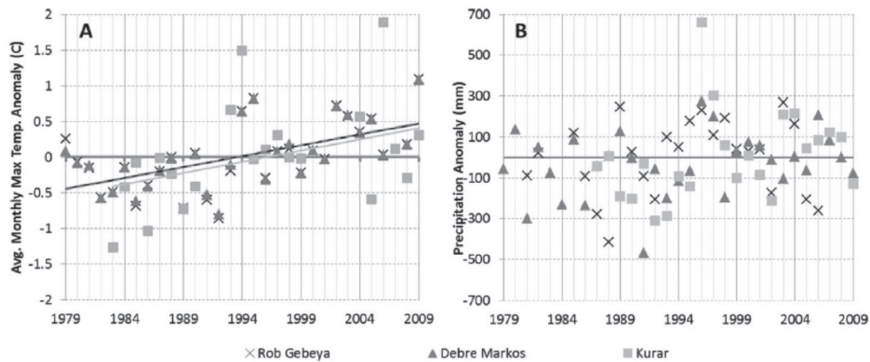 A
B
Avg. Monthly Max Temp. Anomaly (C)
2
1.5
1
0.5
0
-0.5
-1
-1.5
-2
1979 1984 1989 1994 1999 2004 2009
Precipitation Anomaly (mm)
700
500
300
100
-100
-300
-500
-700
1979 1984 1989 1994 1999 2004 2009
Rob Gebeya Debre Markos Kurar